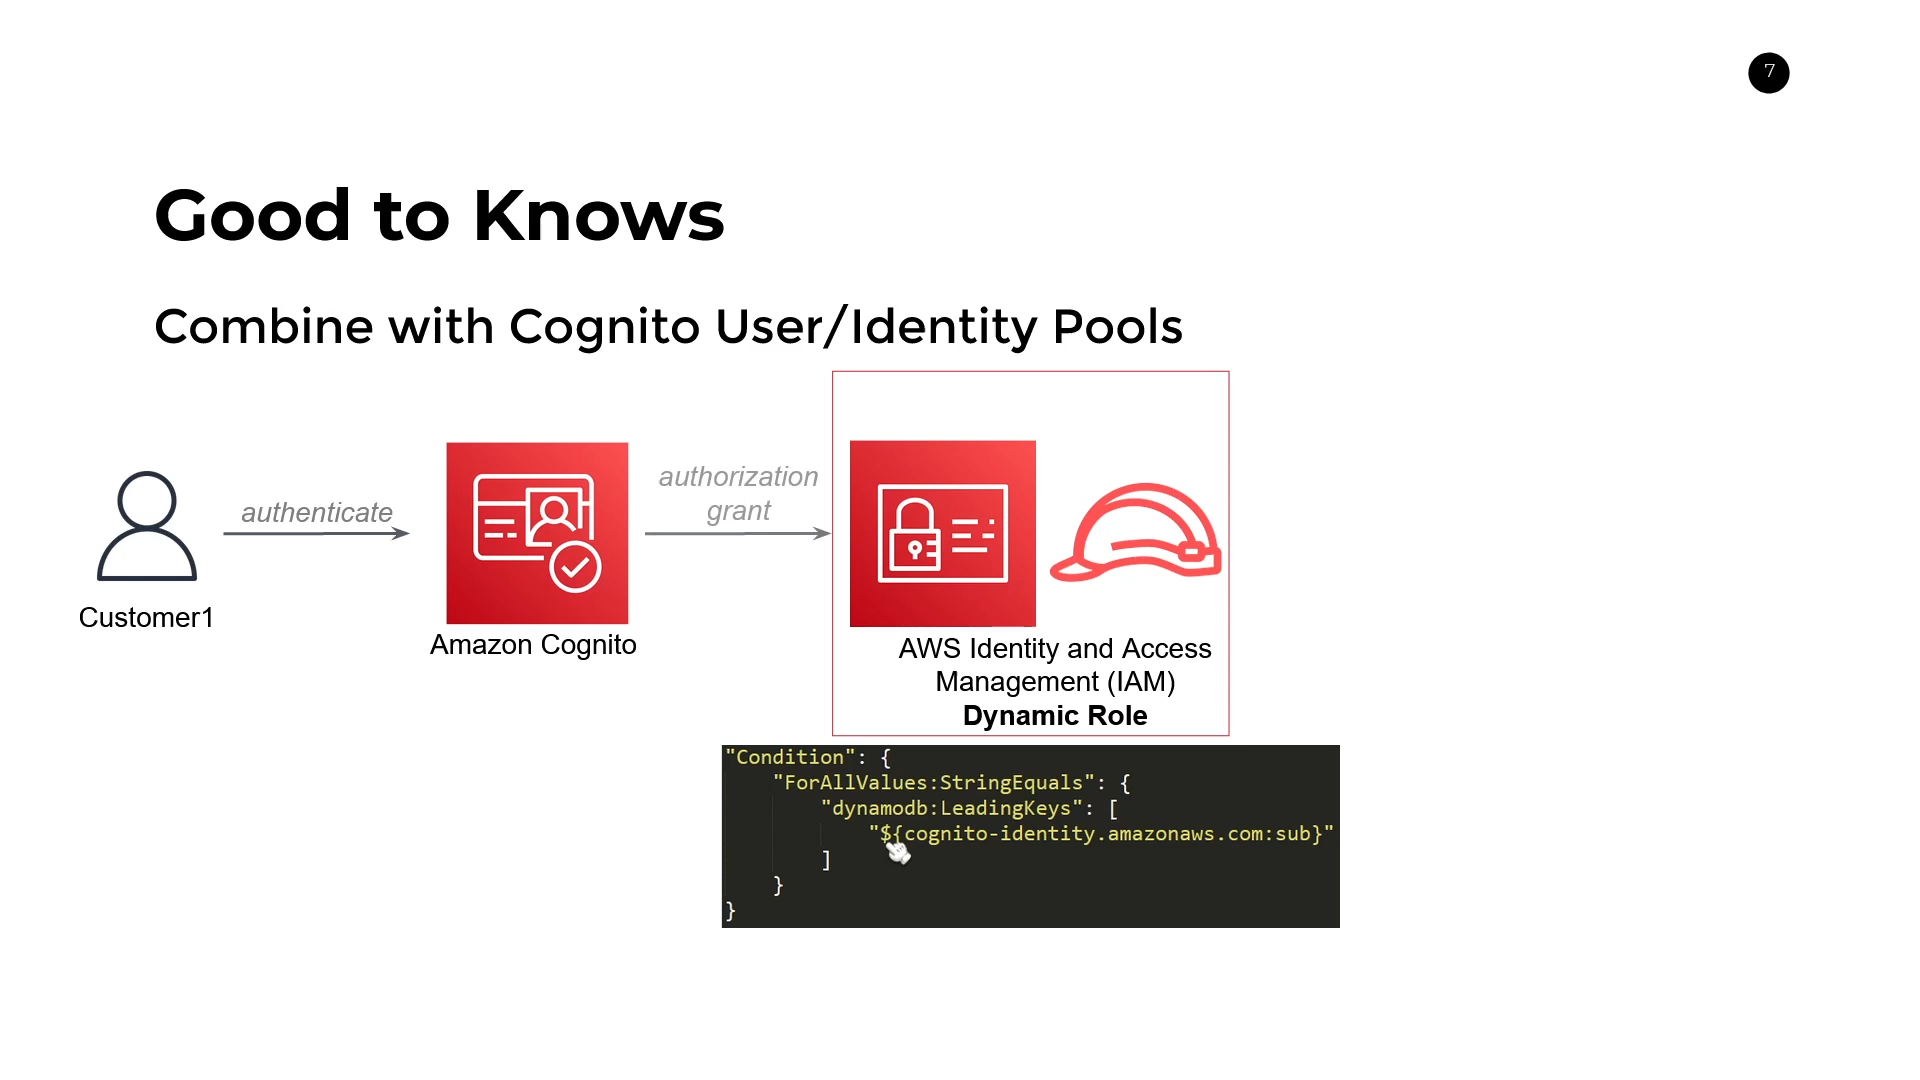 7
Good to Knows
Combine with Cognito User/Identity Pools
authenticate
authorization
grant
Customer1
Amazon Cognito
AWS Identity and Access
Management (IAM)
Dynamic Role
"Condition": {
"ForAllValues:StringEquals": {
"dynamodb:LeadingKeys": [
"${cognito-identity.amazonaws.com:sub}"
]
}
}